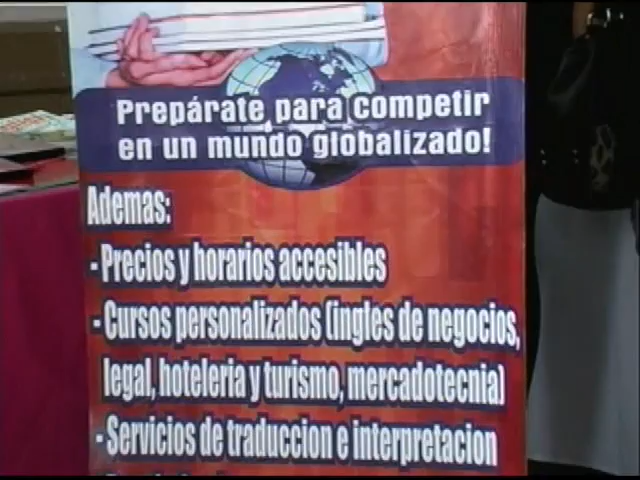 Prepárate para competir
en un mundo globalizado!
Ademas:
- Precios y horarios accesibles
- Cursos personalizados (ingles de negocios,
legal, hoteleria y turismo, mercadotecnia)
- Servicios de traduccion e interpretacion